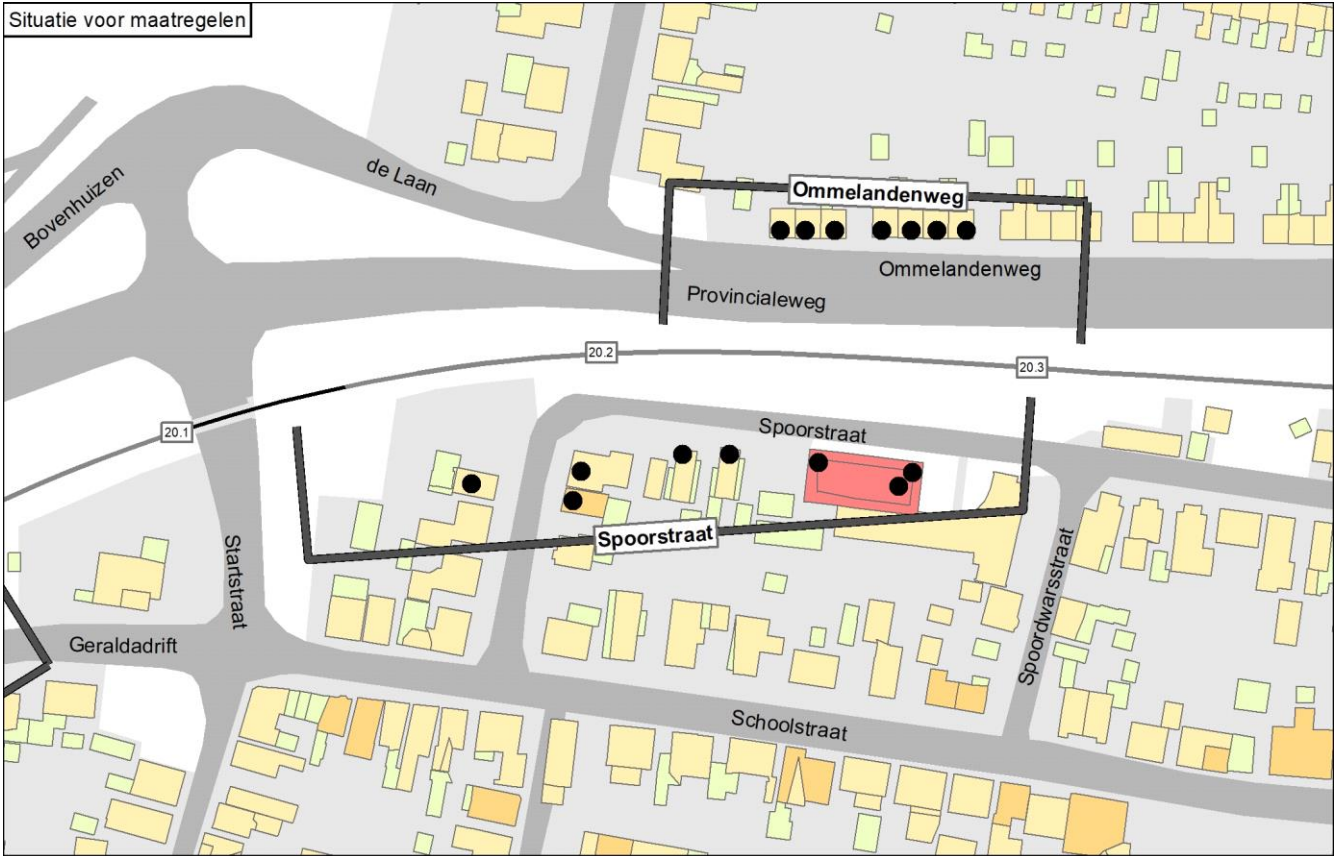 Situatie voor maatregelen
Bovenhuizen
de Laan
Ommelandenweg
Ommelandenweg
Provincialeweg
20.2
20.3
20.1
Spoorstraat
Spoorstraat
Startstraat
Spoordwarsstraat
Geraldadrift
Schoolstraat